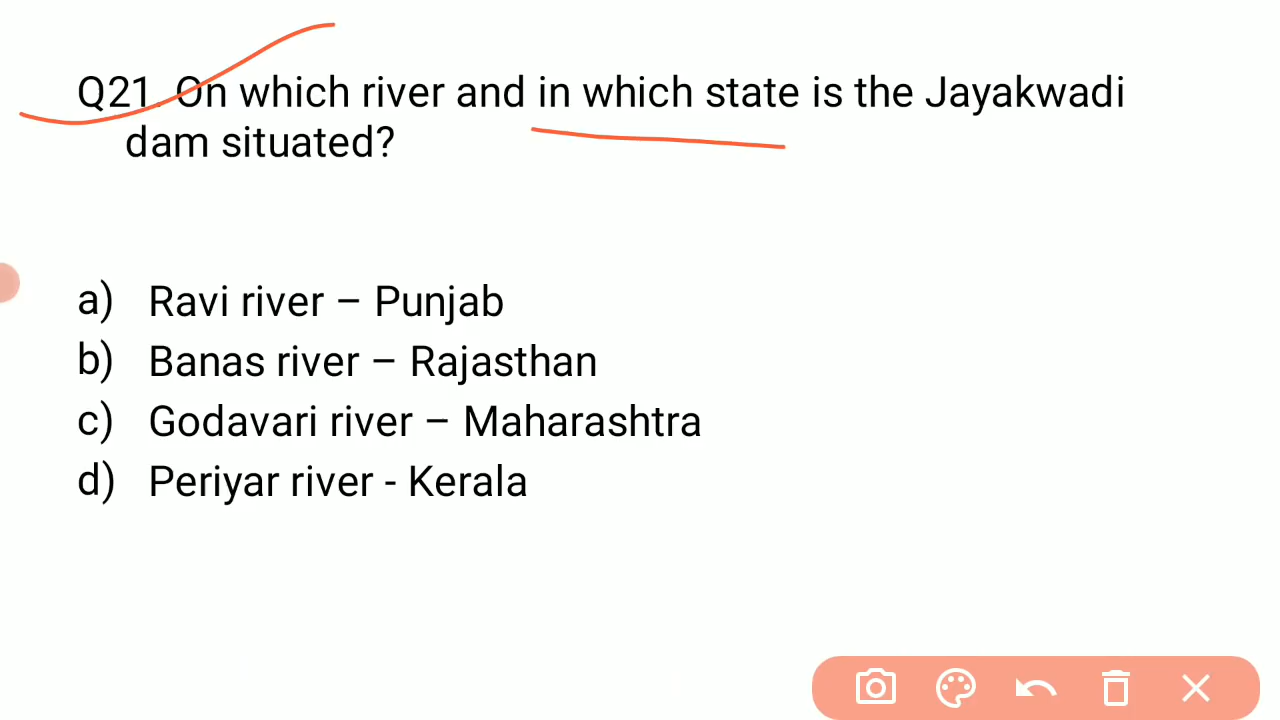 Q21. On which river and in which state is the Jayakwadi
dam situated?
a) Ravi river – Punjab
b) Banas river – Rajasthan
c) Godavari river – Maharashtra
d) Periyar river - Kerala